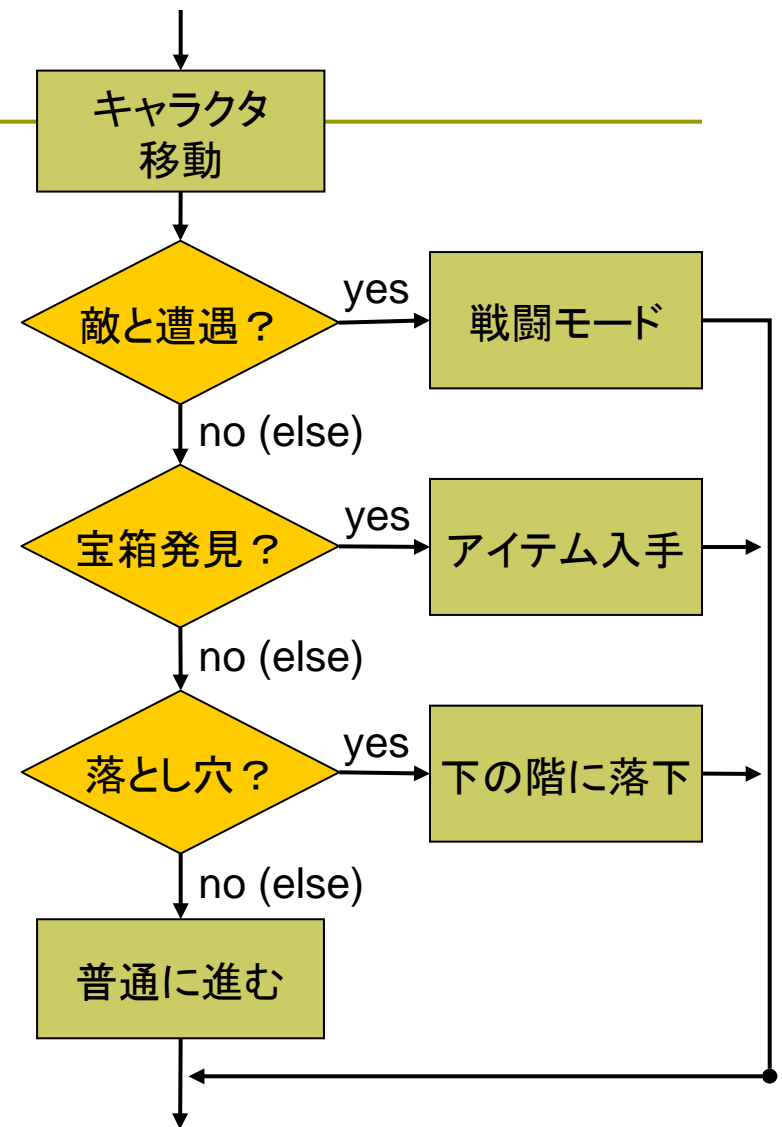 キャラクタ
移動
敵と遭遇？
yes
戦闘モード
no (else)
宝箱発見？
yes
アイテム入手
no (else)
落とし穴？
yes
下の階に落下
no (else)
普通に進む